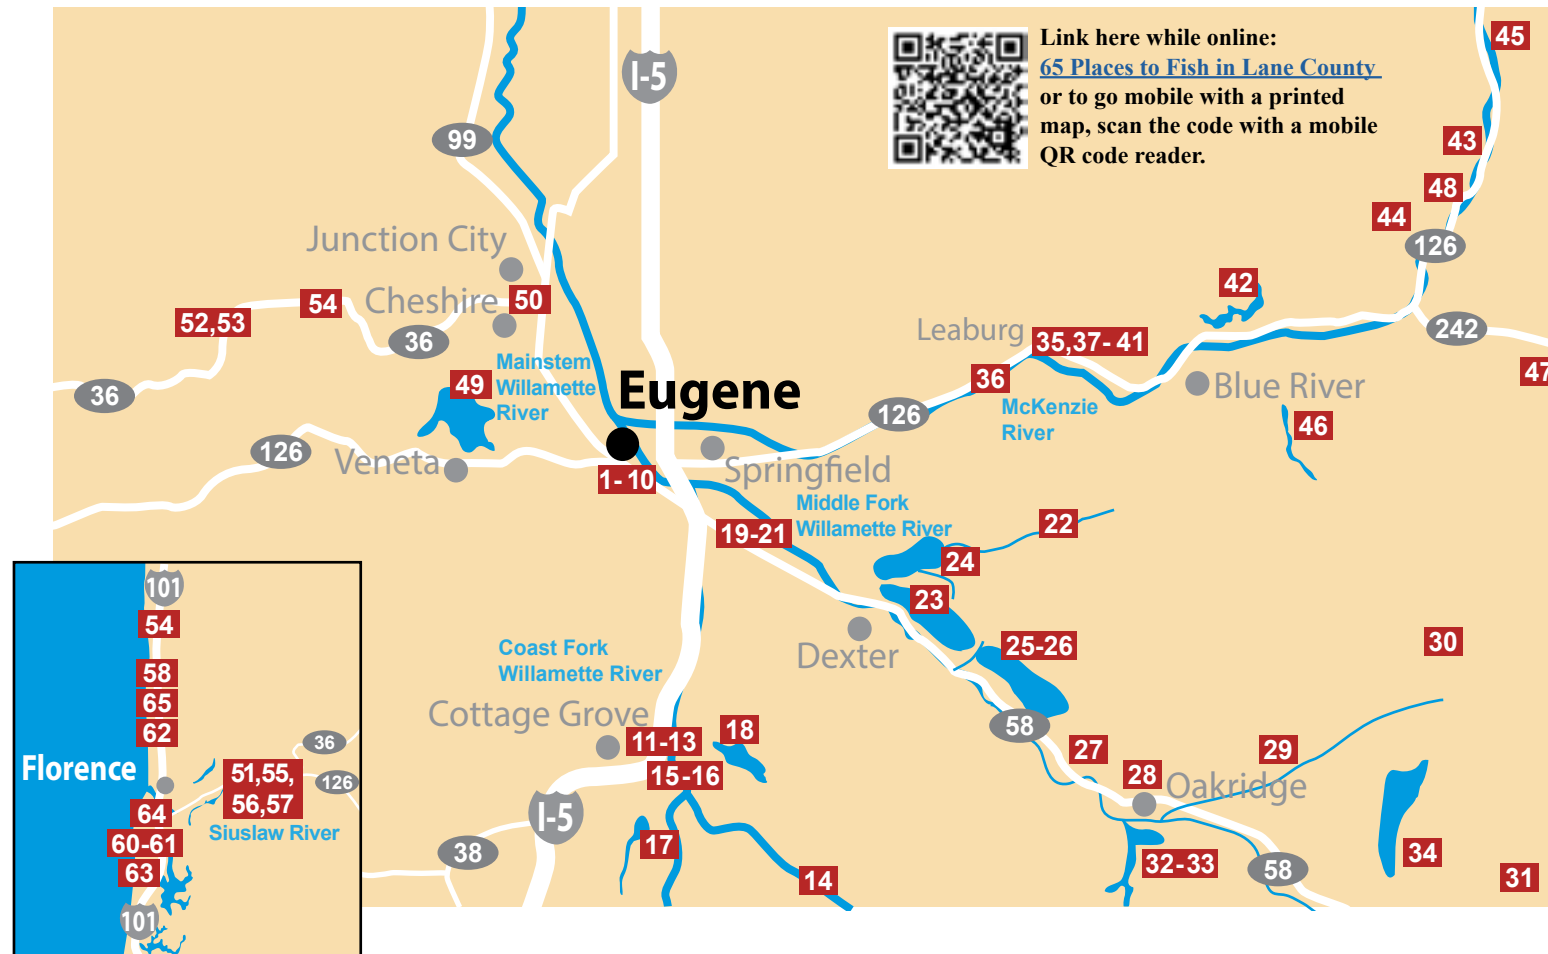 Link here while online:
65 Places to Fish in Lane County
or to go mobile with a printed
map, scan the code with a mobile
QR code reader.
45
I-5
99
43
48
44
126
Junction City
42
Cheshire
50
54
52,53
36
242
Leaburg
35,37- 41
47
36
Mainstem
Willamette
River
49
Eugene
36
Blue River
126
McKenzie
River
46
126
Veneta
Springfield
1- 10
Middle Fork
Willamette River
19-21
22
24
23
101
54
58
65
62
36
Florence
51,55,
56,57
126
64
Siuslaw River
60-61
63
101
Dexter
25-26
30
Coast Fork
Willamette River
Cottage Grove
11-13
18
15-16
58
27
29
28
Oakridge
I-5
38
17
14
32-33
58
34
31